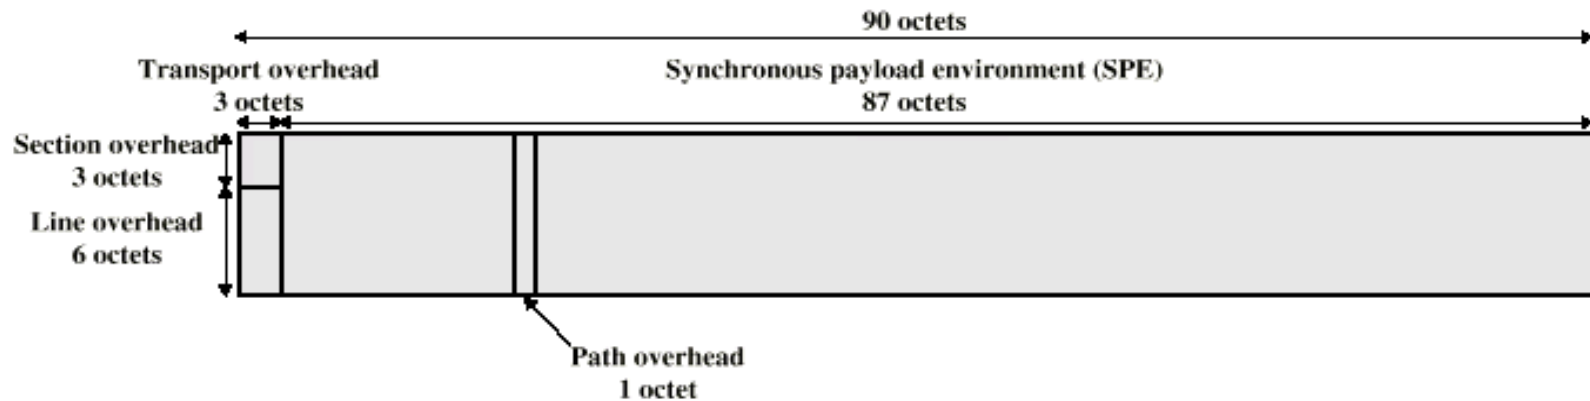 90 octets
Transport overhead
3 octets
Synchronous payload environment (SPE)
87 octets
Section overhead
3 octets
Line overhead
6 octets
Path overhead
1 octet